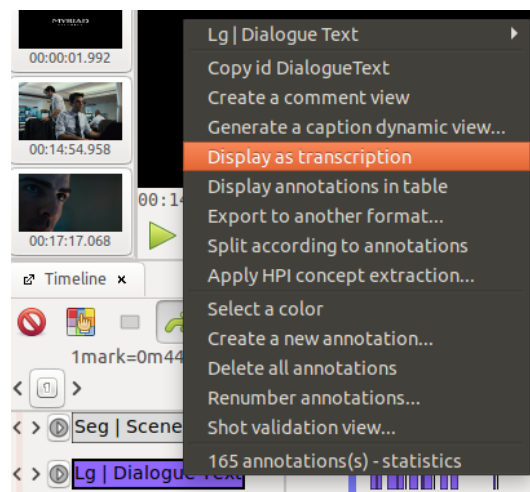 MYRIAD
00:00:01.992
00:14:54.958
00:17:17.068
00:14
Timeline x
1mark=0m44
Seg | Scene
Lg | Dialogue Text
Lg | Dialogue Text
Copy id DialogueText
Create a comment view
Generate a caption dynamic view...
Display as transcription
Display annotations in table
Export to another format...
Split according to annotations
Apply HPI concept extraction...
Select a color
Create a new annotation...
Delete all annotations
Renumber annotations...
Shot validation view...
165 annotations(s) - statistics